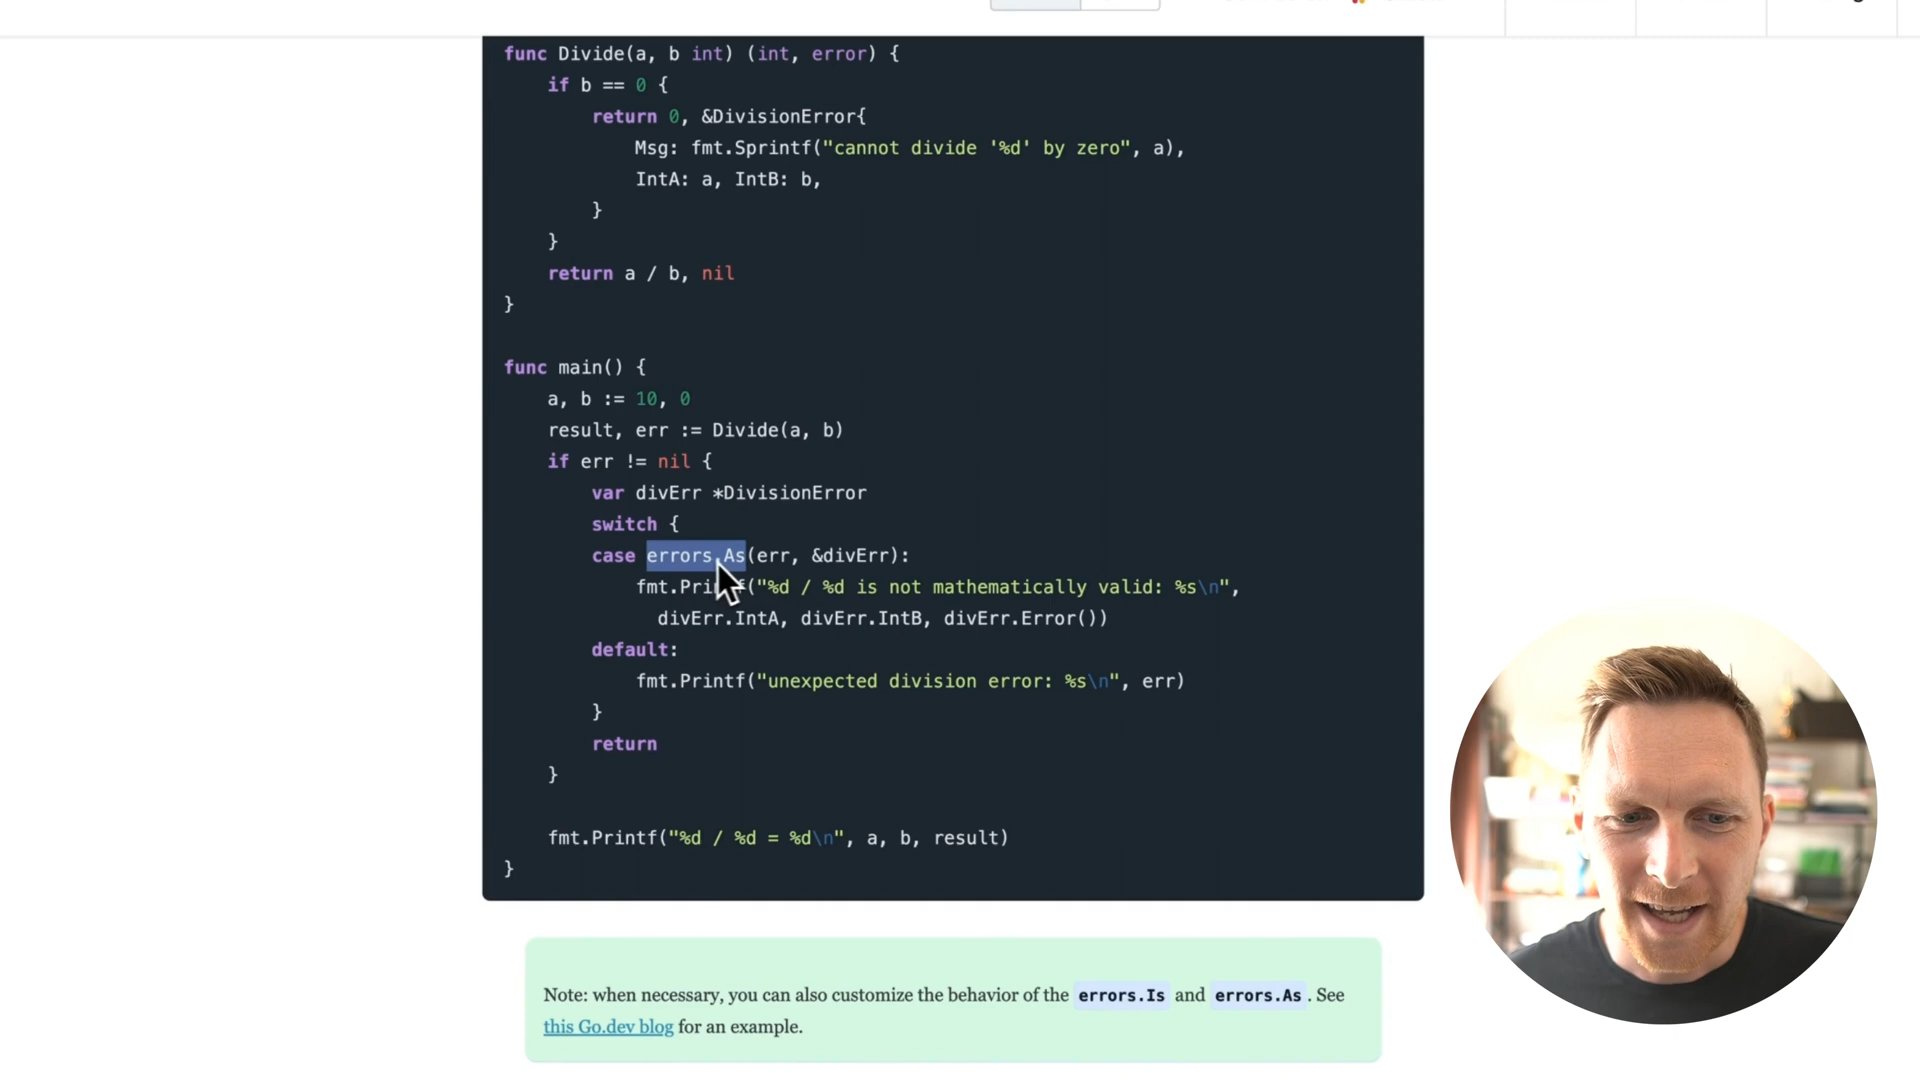 func Divide(a, b int) (int, error) {
    if b == 0 {
        return 0, &DivisionError{
            Msg: fmt.Sprintf("cannot divide '%d' by zero", a),
            IntA: a, IntB: b,
        }
    }
    return a / b, nil
}

func main() {
    a, b := 10, 0
    result, err := Divide(a, b)
    if err != nil {
        var divErr *DivisionError
        switch {
        case errors.As(err, &divErr):
            fmt.Printf("%d / %d is not mathematically valid: %s\n",
              divErr.IntA, divErr.IntB, divErr.Error())
        default:
            fmt.Printf("unexpected division error: %s\n", err)
        }
        return
    }

    fmt.Printf("%d / %d = %d\n", a, b, result)
}
Note: when necessary, you can also customize the behavior of the errors.Is and errors.As. See
this Go.dev blog for an example.